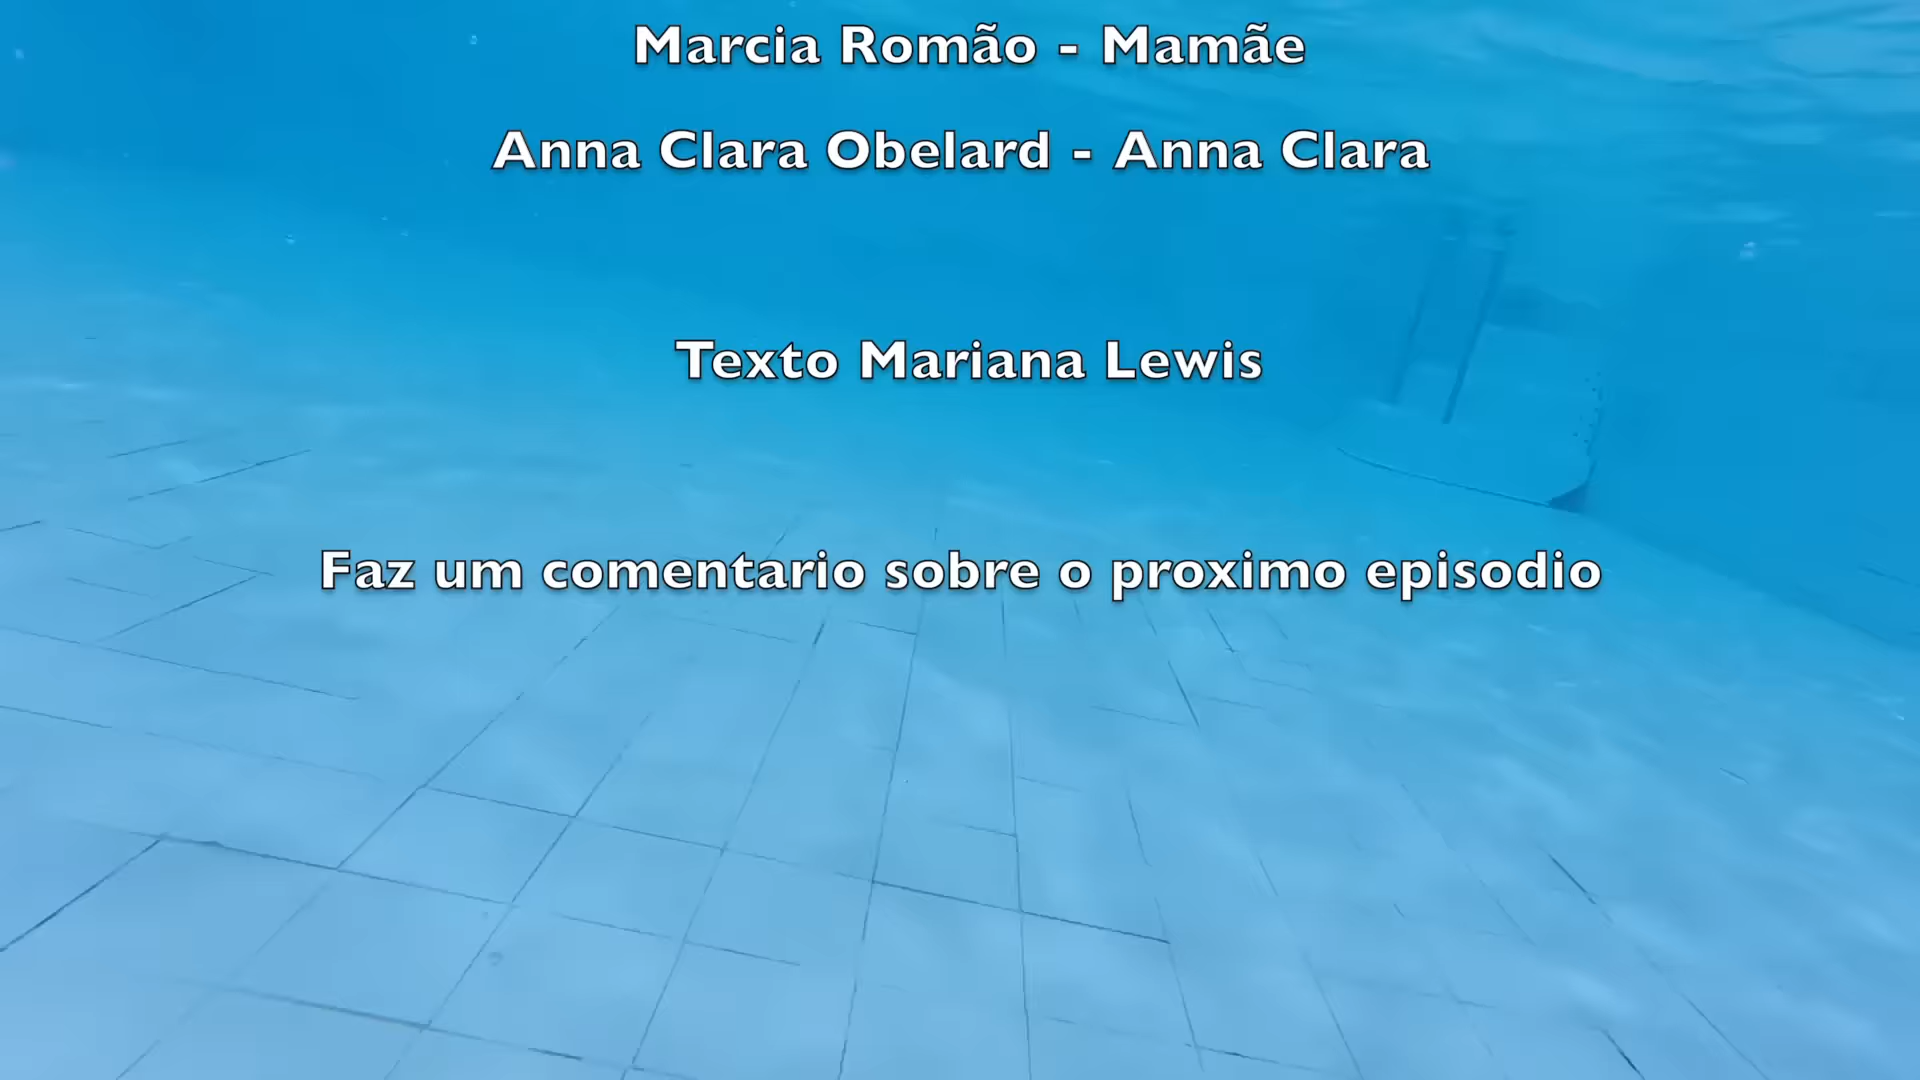 Marcia Romão - Mamãe
Anna Clara Obelard - Anna Clara
Texto Mariana Lewis
Faz um comentario sobre o proximo episodio